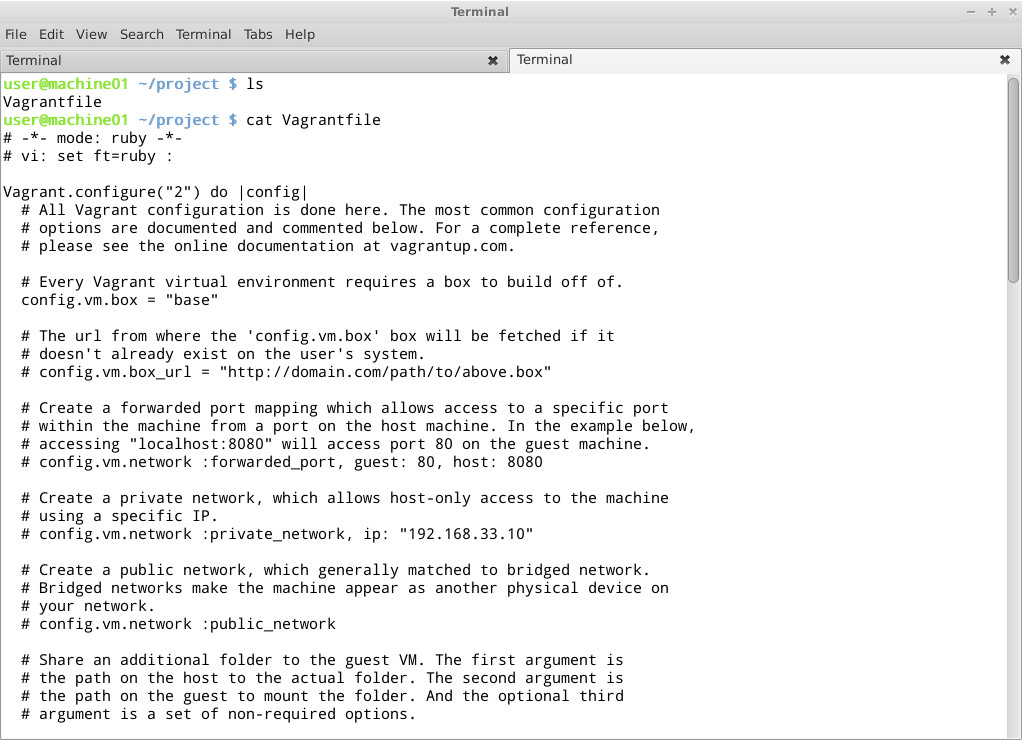 Terminal
File Edit View Search Terminal Tabs Help
Terminal Terminal
user@machine01 ~/project $ ls
Vagrantfile
user@machine01 ~/project $ cat Vagrantfile
# -*- mode: ruby -*-
# vi: set ft=ruby :

Vagrant.configure("2") do |config|
  # All Vagrant configuration is done here. The most common configuration
  # options are documented and commented below. For a complete reference,
  # please see the online documentation at vagrantup.com.

  # Every Vagrant virtual environment requires a box to build off of.
  config.vm.box = "base"

  # The url from where the 'config.vm.box' box will be fetched if it
  # doesn't already exist on the user's system.
  # config.vm.box_url = "http://domain.com/path/to/above.box"

  # Create a forwarded port mapping which allows access to a specific port
  # within the machine from a port on the host machine. In the example below,
  # accessing "localhost:8080" will access port 80 on the guest machine.
  # config.vm.network :forwarded_port, guest: 80, host: 8080

  # Create a private network, which allows host-only access to the machine
  # using a specific IP.
  # config.vm.network :private_network, ip: "192.168.33.10"

  # Create a public network, which generally matched to bridged network.
  # Bridged networks make the machine appear as another physical device on
  # your network.
  # config.vm.network :public_network

  # Share an additional folder to the guest VM. The first argument is
  # the path on the host to the actual folder. The second argument is
  # the path on the guest to mount the folder. And the optional third
  # argument is a set of non-required options.